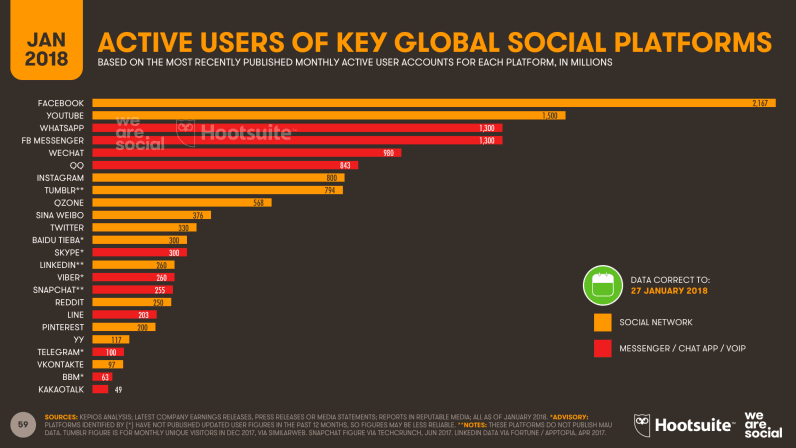 JAN
2018
ACTIVE USERS OF KEY GLOBAL SOCIAL PLATFORMS
BASED ON THE MOST RECENTLY PUBLISHED MONTHLY ACTIVE USER ACCOUNTS FOR EACH PLATFORM, IN MILLIONS
FACEBOOK 2,167
YOUTUBE 1,500
WHATSAPP 1,300
FB MESSENGER 1,300
WECHAT 980
QQ 843
INSTAGRAM 800
TUMBLR** 794
QZONE 568
SINA WEIBO 376
TWITTER 330
BAIDU TIEBA* 300
SKYPE* 300
LINKEDIN** 260
VIBER* 260
SNAPCHAT** 255
REDDIT 250
LINE 203
PINTEREST 200
YY 117
TELEGRAM* 100
VKONTAKTE 97
BBM* 63
KAKAOTALK 49
we
are.
social
Hootsuite™
DATA CORRECT TO:
27 JANUARY 2018
SOCIAL NETWORK
MESSENGER / CHAT APP / VOIP
59
SOURCES: KEPIOS ANALYSIS; LATEST COMPANY EARNINGS RELEASES, PRESS RELEASES OR MEDIA STATEMENTS; REPORTS IN REPUTABLE MEDIA; ALL AS OF JANUARY 2018. *ADVISORY:
PLATFORMS IDENTIFIED BY (*) HAVE NOT PUBLISHED UPDATED USER FIGURES IN THE PAST 12 MONTHS, SO FIGURES MAY BE LESS RELIABLE. **NOTES: THESE PLATFORMS DO NOT PUBLISH MAU
DATA. TUMBLR FIGURE IS FOR MONTHLY UNIQUE VISITORS IN DEC 2017, VIA SIMILARWEB. SNAPCHAT FIGURE VIA TECHCRUNCH, JUN 2017. LINKEDIN DATA VIA FORTUNE / APPTOPIA, APR 2017.
Hootsuite™
we
are.
social